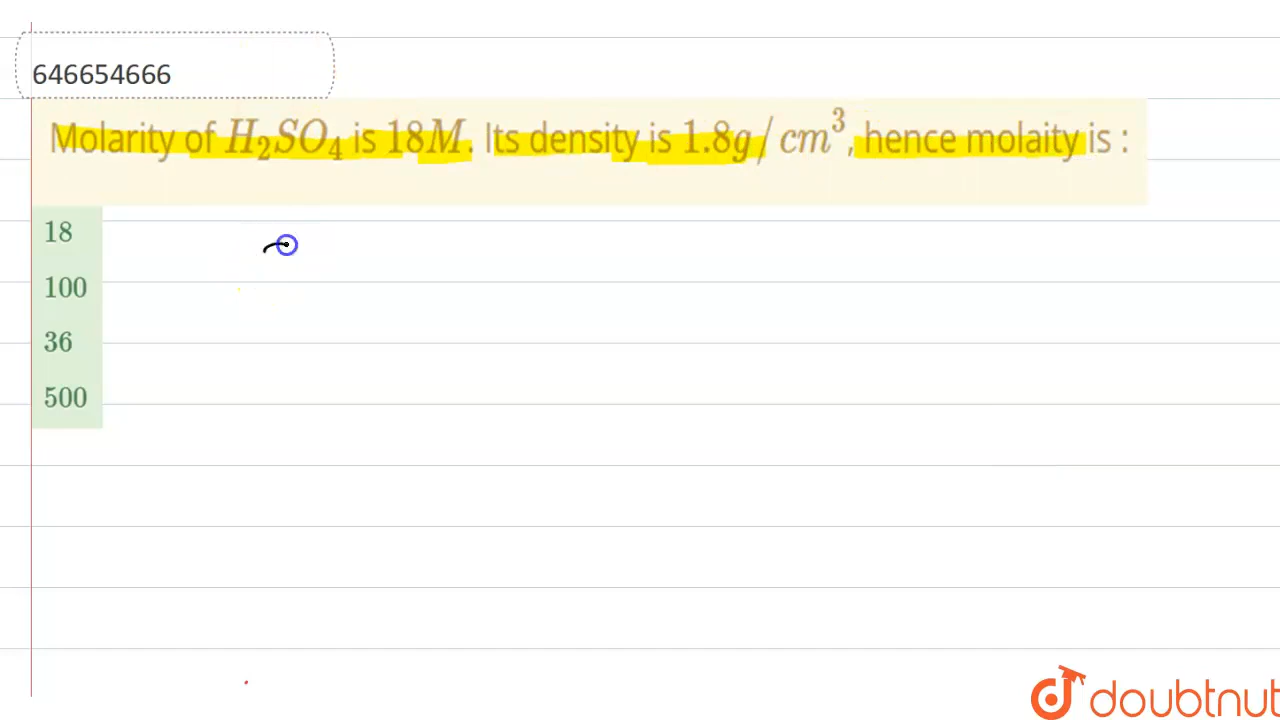 646654666
Molarity of H₂SO₄ is 18M. Its density is 1.8g/cm³, hence molaity is :
18
100
36
500
doubtnut